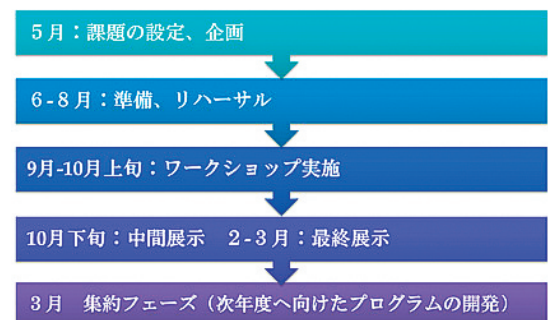 ５月：課題の設定、企画
６-８月：準備、リハーサル
9月-10月上旬：ワークショップ実施
10月下旬：中間展示　２-３月：最終展示
３月　集約フェーズ（次年度へ向けたプログラムの開発）